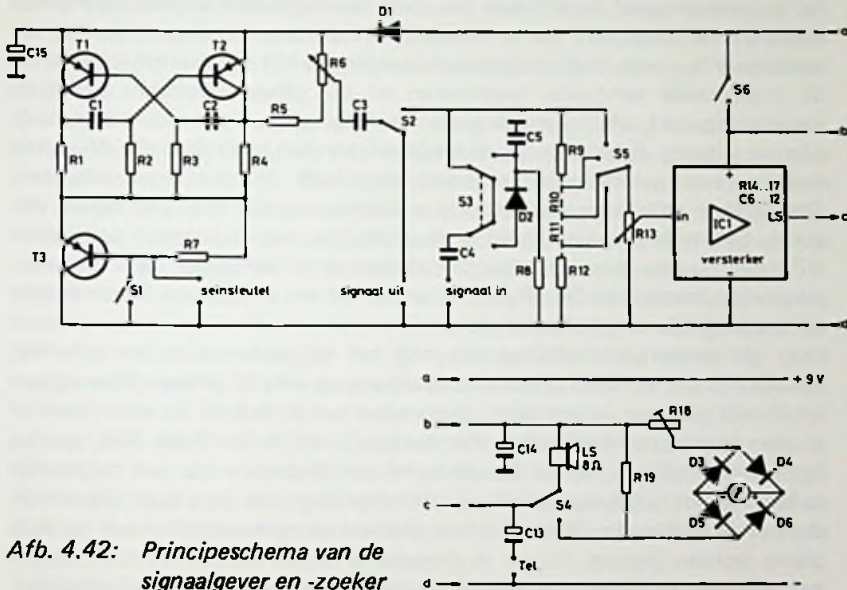 D1
C15
T1
T2
R6
a
C1
C2
R5
C3
S2
C5
R9
S5
S6
b
R1
R2
R3
R4
S3
D2
R10
R11
R13
in
R14..17
C6..12
IC1
LS
versterker
c
T3
R7
C4
R8
R12
S1
seinsleutel
signaal uit
signaal in
d
a
+ 9 V
b
R18
C14
LS
8Ω
R19
D3
D4
c
S4
D5
D6
C13
Tel.
d
-
Afb. 4.42: Principeschema van de
signaalgever en -zoeker